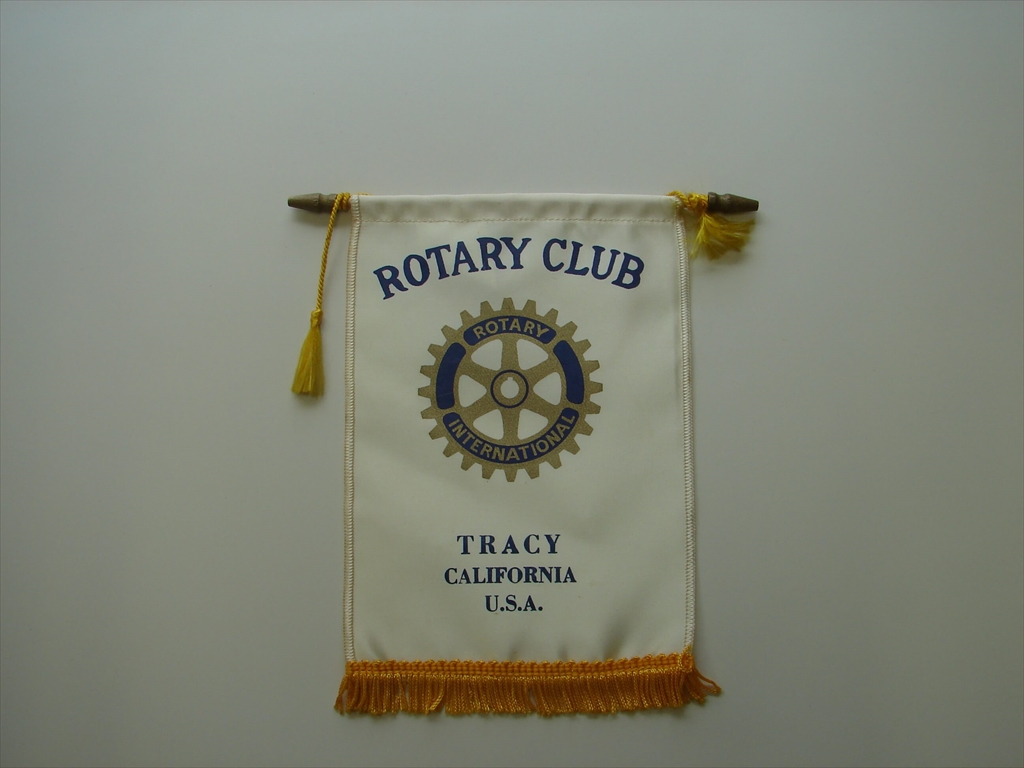 ROTARY CLUB
ROTARY
INTERNATIONAL
TRACY
CALIFORNIA
U.S.A.